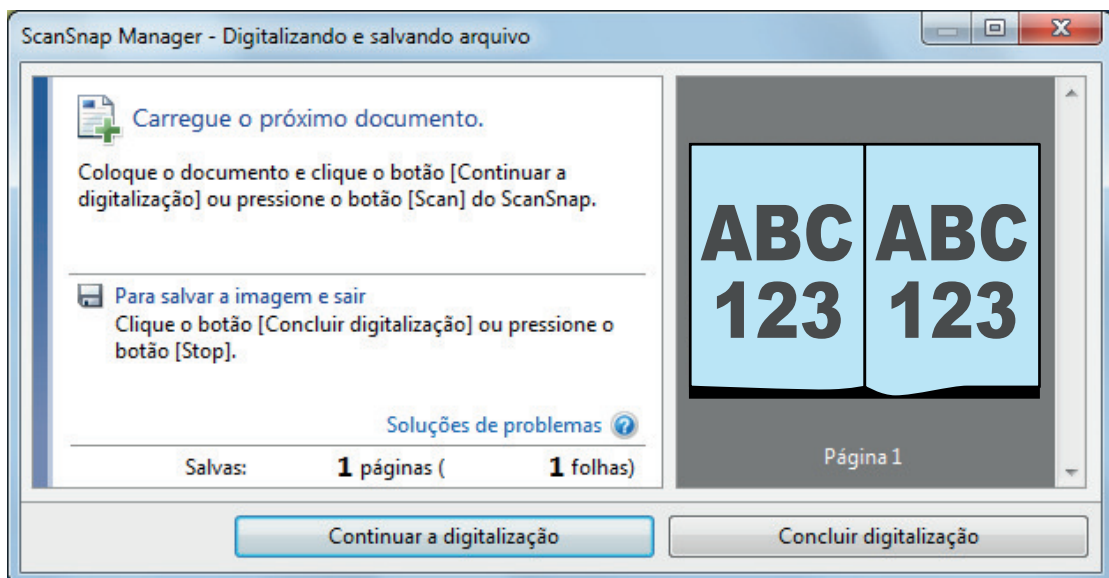 ScanSnap Manager - Digitalizando e salvando arquivo
Carregue o próximo documento.
Coloque o documento e clique o botão [Continuar a
digitalização] ou pressione o botão [Scan] do ScanSnap.
Para salvar a imagem e sair
Clique o botão [Concluir digitalização] ou pressione o
botão [Stop].
Soluções de problemas
Salvas: 1 páginas ( 1 folhas)
ABC ABC
123 123
Página 1
Continuar a digitalização Concluir digitalização